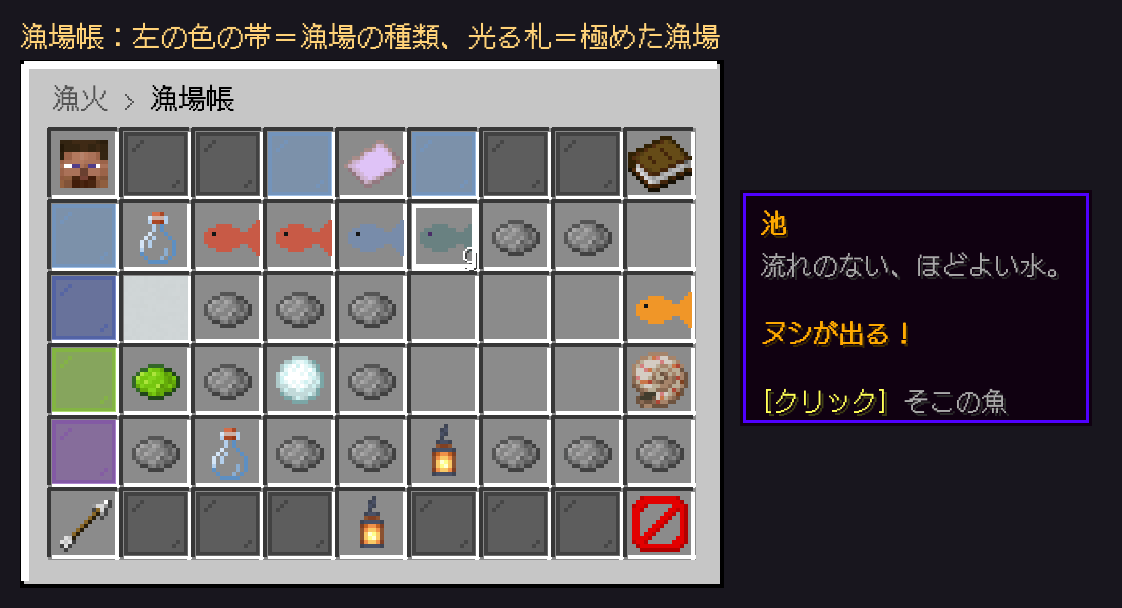 漁場帳：左の色の帯＝漁場の種類、光る札＝極めた漁場
漁火 > 漁場帳
池
流れのない、ほどよい水。
ヌシが出る！
[クリック] そこの魚
9